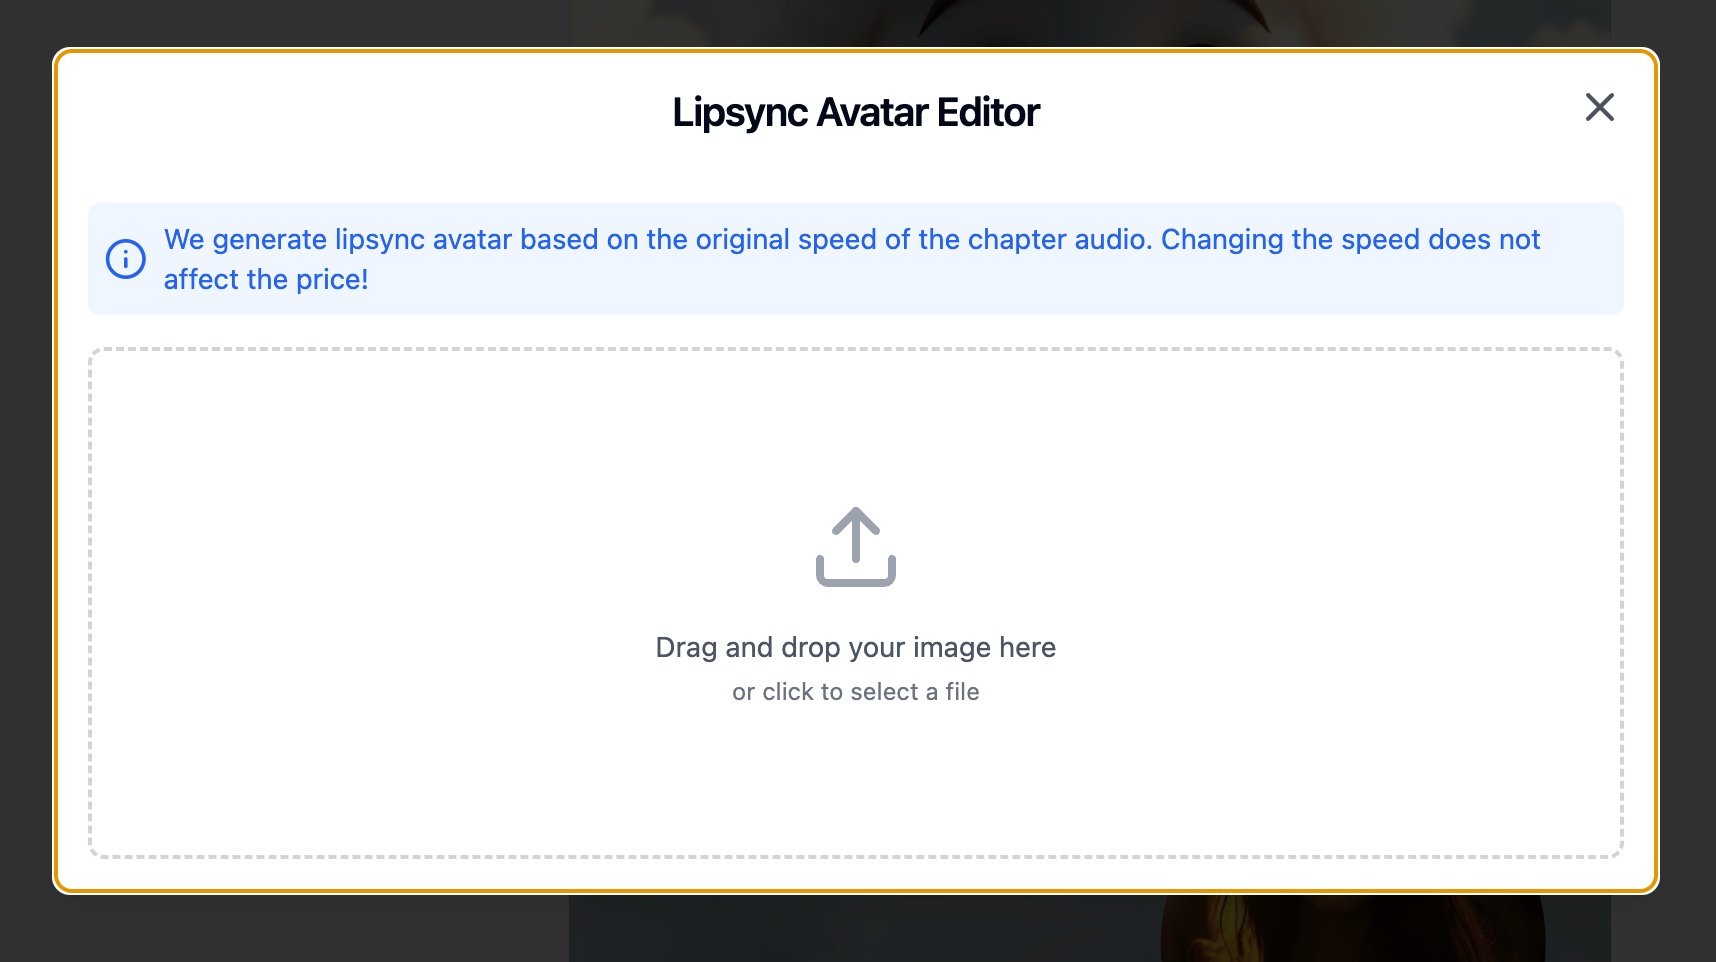 Lipsync Avatar Editor
We generate lipsync avatar based on the original speed of the chapter audio. Changing the speed does not
affect the price!
Drag and drop your image here
or click to select a file